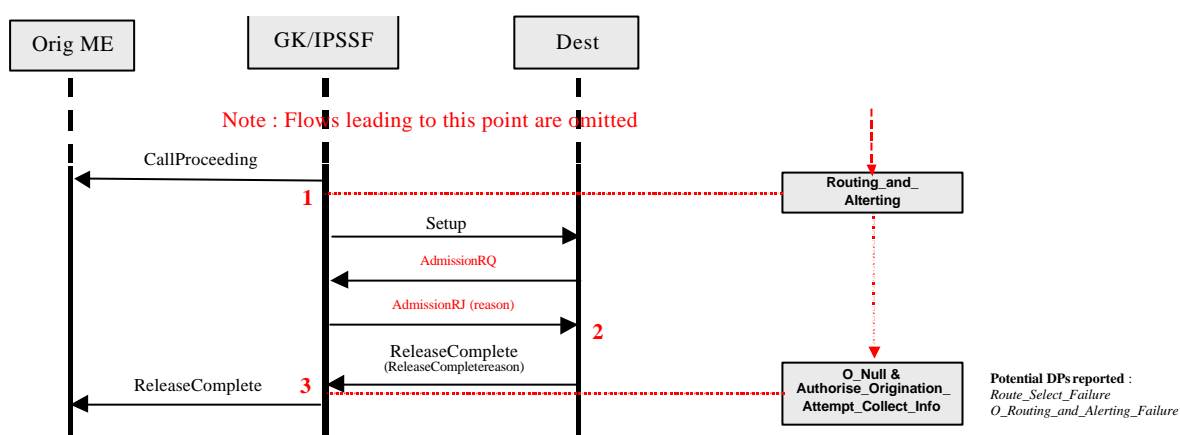 Orig ME
GK/IPSSF
Dest
Note : Flows leading to this point are omitted
CallProceeding
1
Routing_and_
Alterting
Setup
AdmissionRQ
AdmissionRJ (reason)
2
ReleaseComplete
(ReleaseCompletereason)
ReleaseComplete
3
O_Null &
Authorise_Origination_
Attempt_Collect_Info
Potential DPs reported :
Route_Select_Failure
O_Routing_and_Alerting_Failure